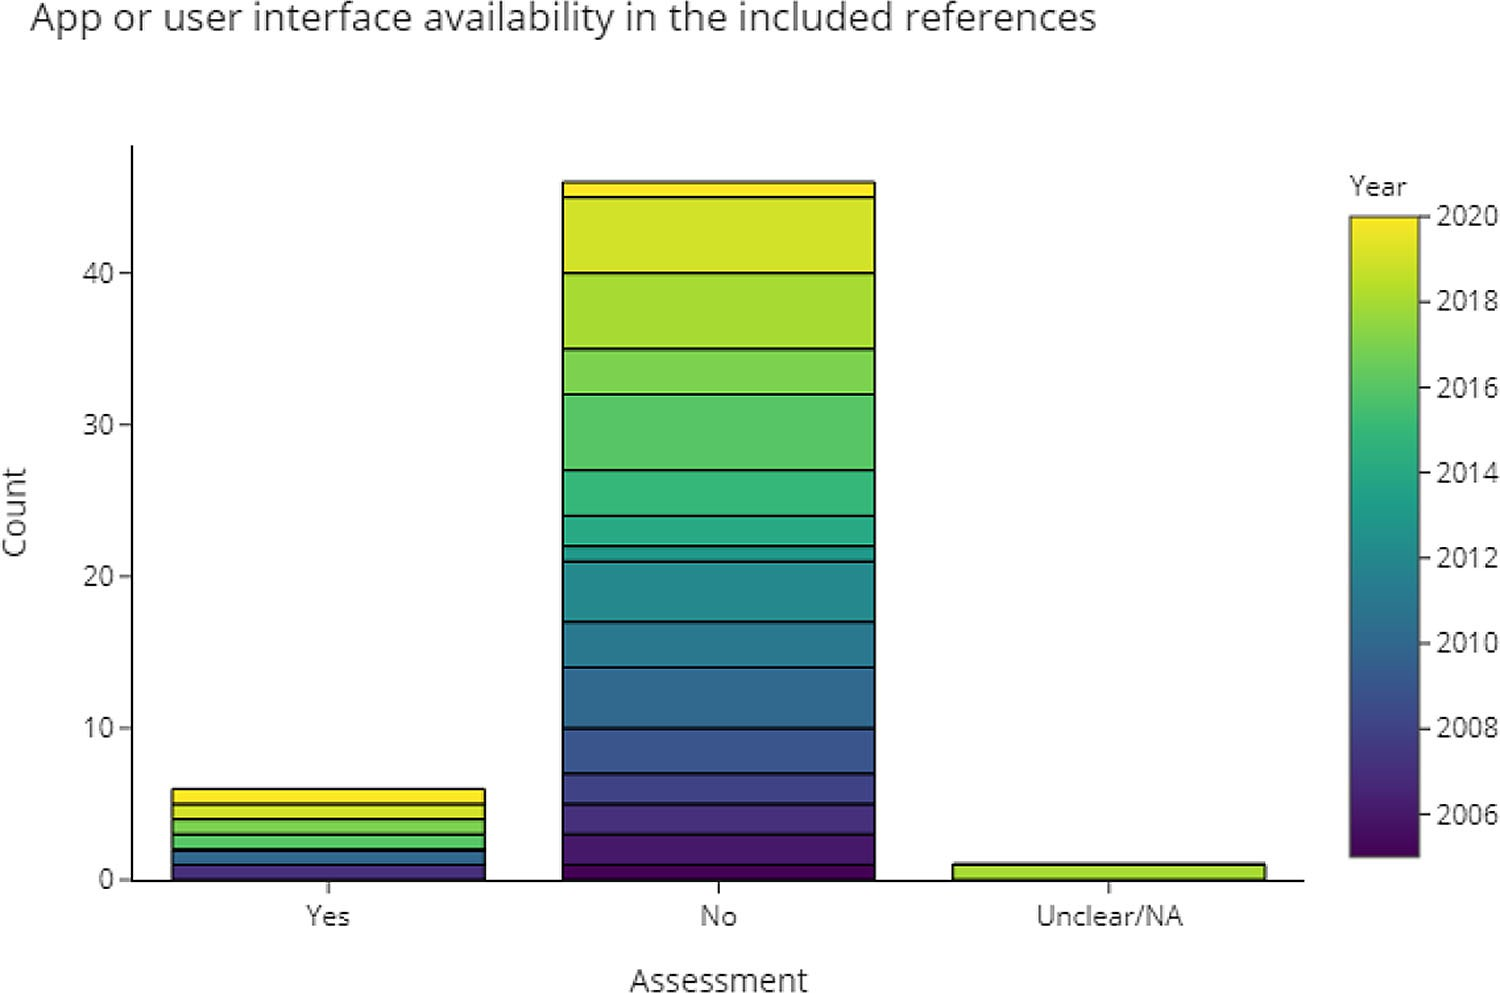 App or user interface availability in the included references
Year
2020
2018
2016
2014
2012
2010
2008
2006
Count
40
30
20
10
0
Yes
No
Unclear/NA
Assessment